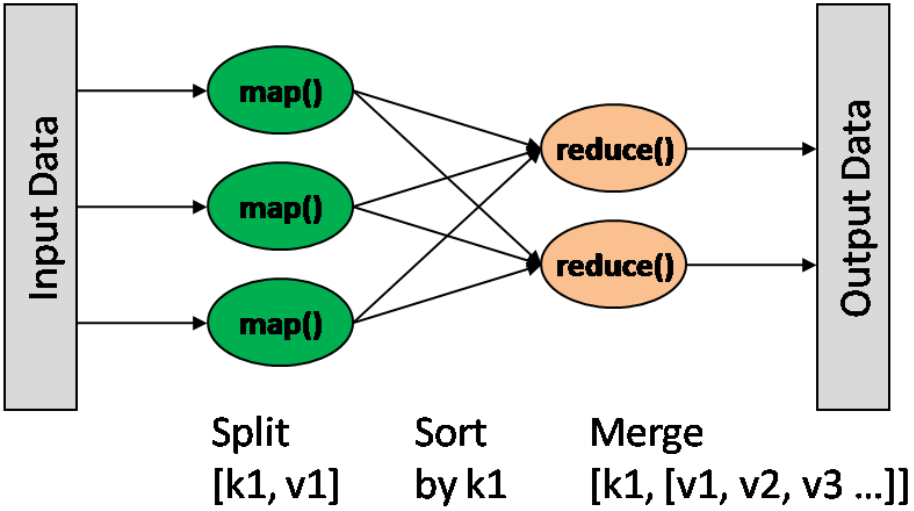 Input Data
map()
map()
map()
reduce()
reduce()
Output Data
Split
[k1, v1]
Sort
by k1
Merge
[k1, [v1, v2, v3 ...]]